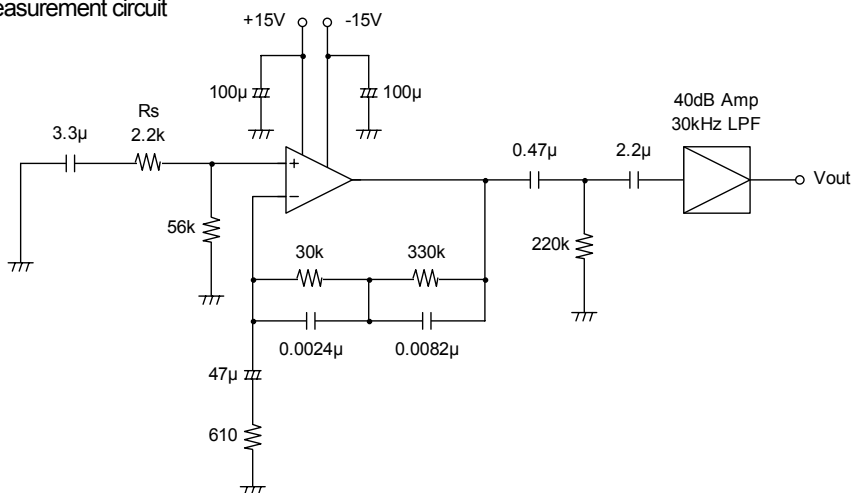 easurement circuit
+15V
-15V
100µ
100µ
40dB Amp
30kHz LPF
3.3µ
Rs
2.2k
0.47µ
2.2µ
+
−
Vout
56k
220k
30k
330k
0.0024µ
0.0082µ
47µ
610